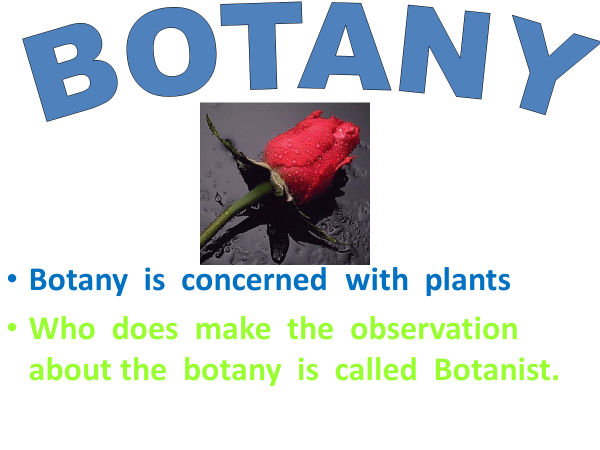 BOTANY
• Botany is concerned with plants
• Who does make the observation
about the botany is called Botanist.